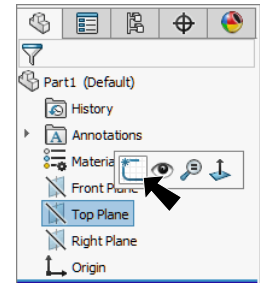 Part1 (Default)
History
Annotations
Materia
Front Plane
Top Plane
Right Plane
Origin